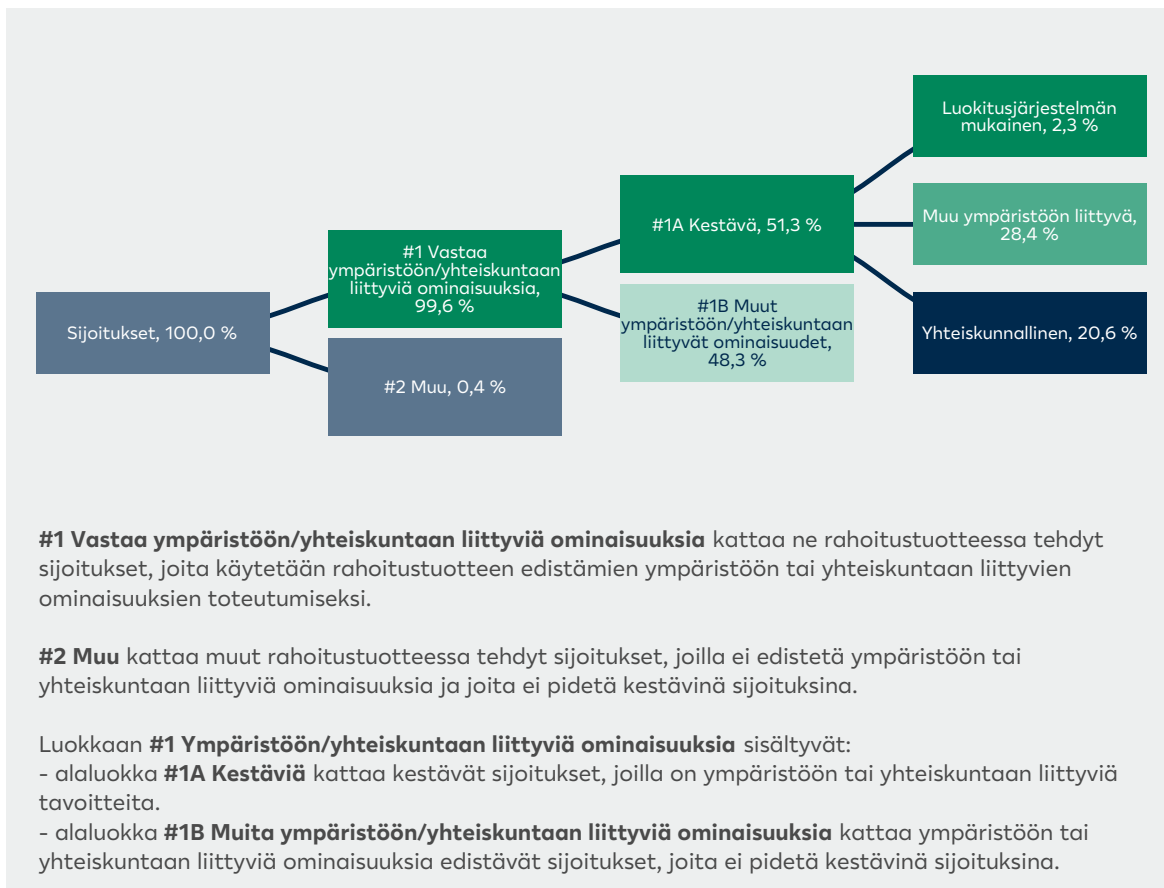 Luokitusjärjestelmän
mukainen, 2,3 %
Muu ympäristöön liittyvä,
28,4 %
#1A Kestävä, 51,3 %
#1 Vastaa
ympäristöön/yhteiskuntaan
liittyviä ominaisuuksia,
99,6 %
#1B Muut
ympäristöön/yhteiskuntaan
liittyvät ominaisuudet,
48,3 %
Sijoitukset, 100,0 %
Yhteiskunnallinen, 20,6 %
#2 Muu, 0,4 %
#1 Vastaa ympäristöön/yhteiskuntaan liittyviä ominaisuuksia kattaa ne rahoitustuotteessa tehdyt
sijoitukset, joita käytetään rahoitustuotteen edistämien ympäristöön tai yhteiskuntaan liittyvien
ominaisuuksien toteutumiseksi.
#2 Muu kattaa muut rahoitustuotteessa tehdyt sijoitukset, joilla ei edistetä ympäristöön tai
yhteiskuntaan liittyviä ominaisuuksia ja joita ei pidetä kestävinä sijoituksina.
Luokkaan #1 Ympäristöön/yhteiskuntaan liittyviä ominaisuuksia sisältyvät:
- alaluokka #1A Kestäviä kattaa kestävät sijoitukset, joilla on ympäristöön tai yhteiskuntaan liittyviä
tavoitteita.
- alaluokka #1B Muita ympäristöön/yhteiskuntaan liittyviä ominaisuuksia kattaa ympäristöön tai
yhteiskuntaan liittyviä ominaisuuksia edistävät sijoitukset, joita ei pidetä kestävinä sijoituksina.